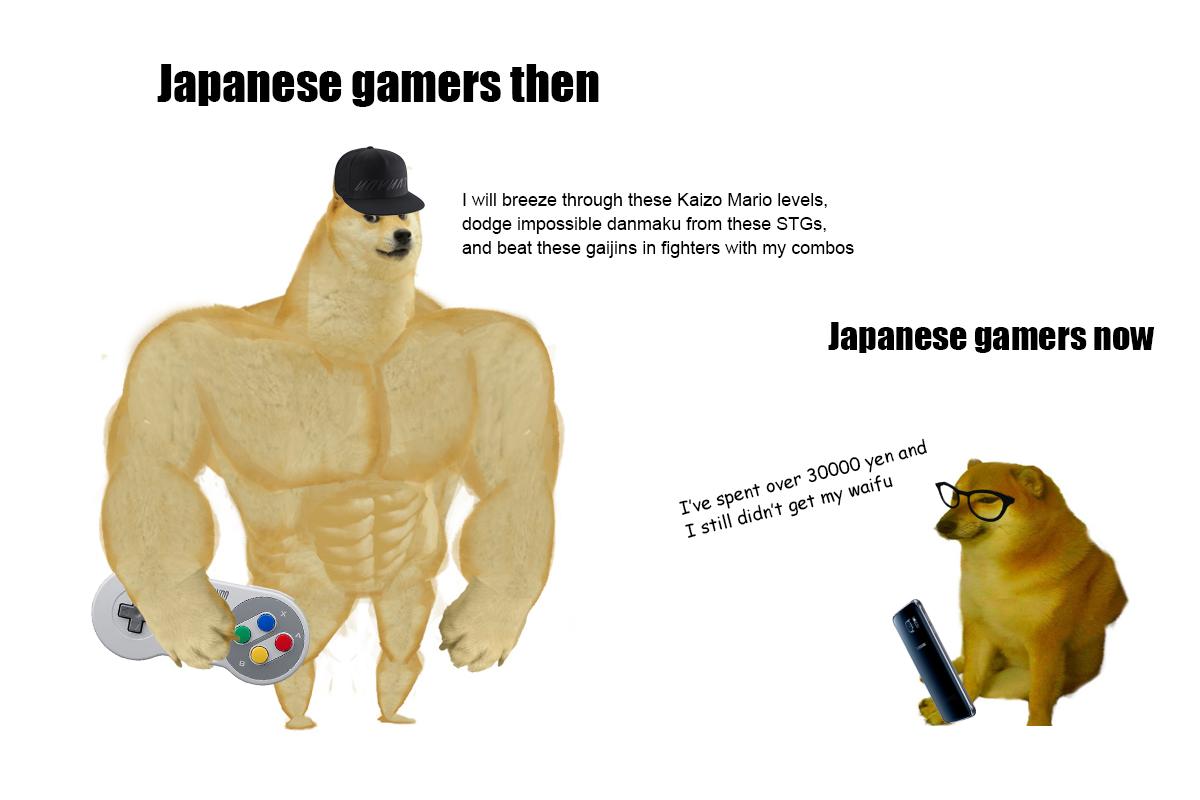 Japanese gamers then
I will breeze through these Kaizo Mario levels,
dodge impossible danmaku from these STGs,
and beat these gaijins in fighters with my combos
Japanese gamers now
I've spent over 30000 yen and
I still didn't get my waifu
X
A
B